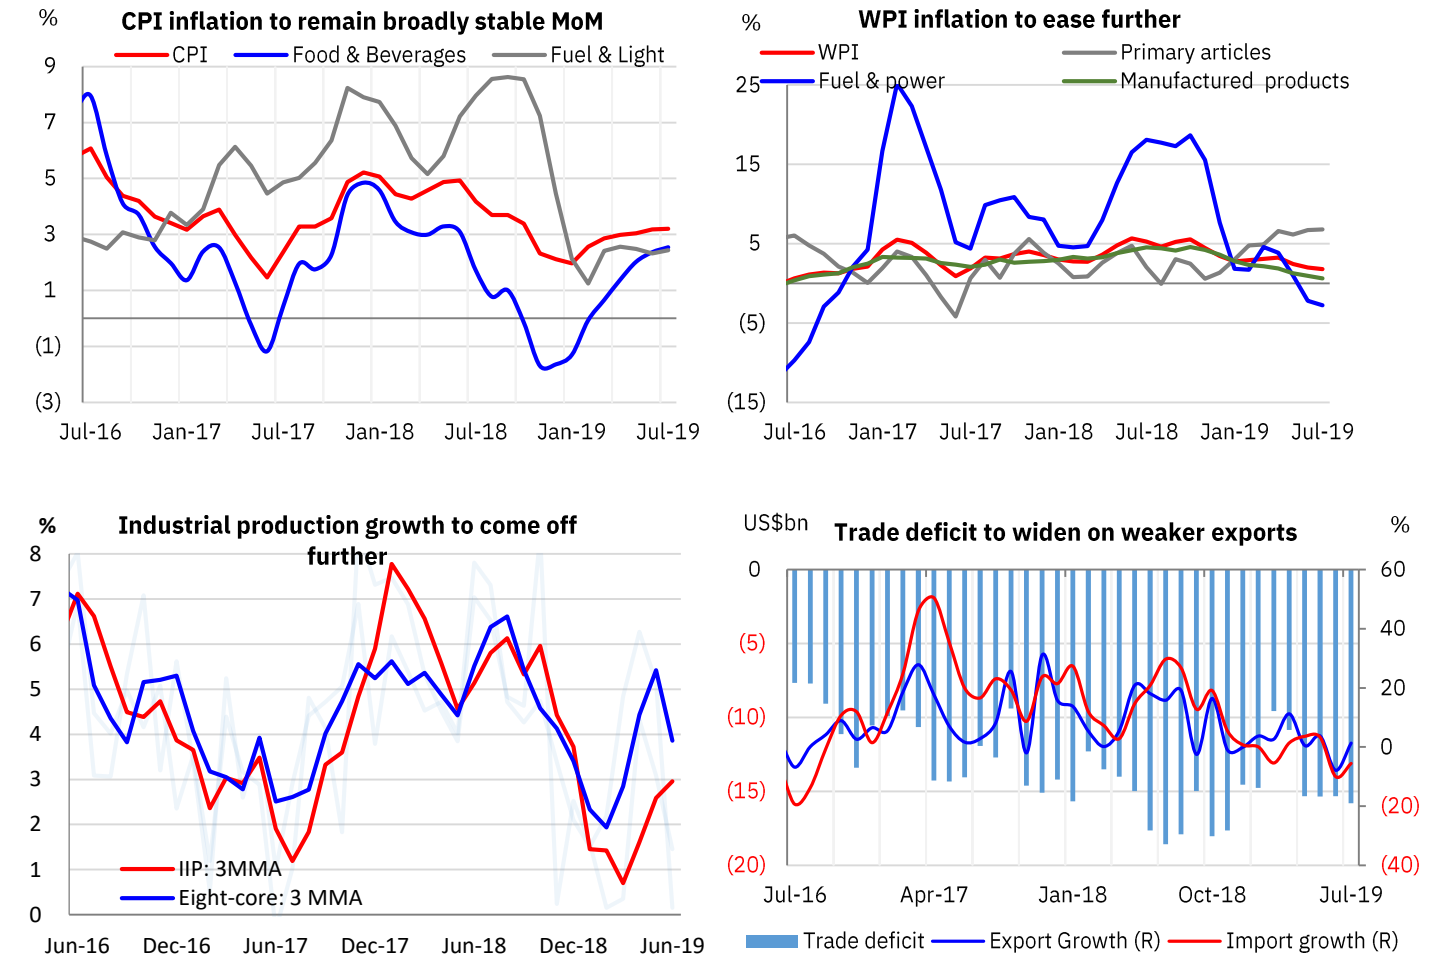 %
CPI inflation to remain broadly stable MoM
CPI
Food & Beverages
Fuel & Light
9
7
5
3
1
(1)
(3)
Jul-16 Jan-17 Jul-17 Jan-18 Jul-18 Jan-19 Jul-19
%
WPI inflation to ease further
WPI
Primary articles
Fuel & power
Manufactured products
25
15
5
(5)
(15)
Jul-16 Jan-17 Jul-17 Jan-18 Jul-18 Jan-19 Jul-19
%
Industrial production growth to come off
further
8
7
6
5
4
3
2
1
0
IIP: 3MMA
Eight-core: 3 MMA
Jun-16 Dec-16 Jun-17 Dec-17 Jun-18 Dec-18 Jun-19
US$bn
Trade deficit to widen on weaker exports
%
0
(5)
(10)
(15)
(20)
60
40
20
0
(20)
(40)
Jul-16 Apr-17 Jan-18 Oct-18 Jul-19
Trade deficit
Export Growth (R)
Import growth (R)